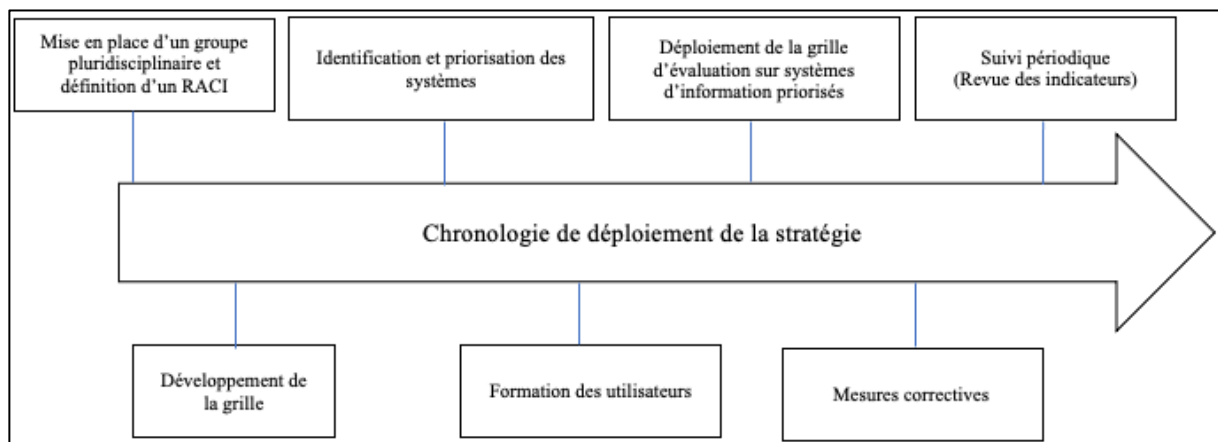 Mise en place d’un groupe
pluridisciplinaire et
définition d’un RACI
Identification et priorisation des
systèmes
Déploiement de la grille
d’évaluation sur systèmes
d’information priorisés
Suivi périodique
(Revue des indicateurs)
Chronologie de déploiement de la stratégie
Développement de
la grille
Formation des utilisateurs
Mesures correctives